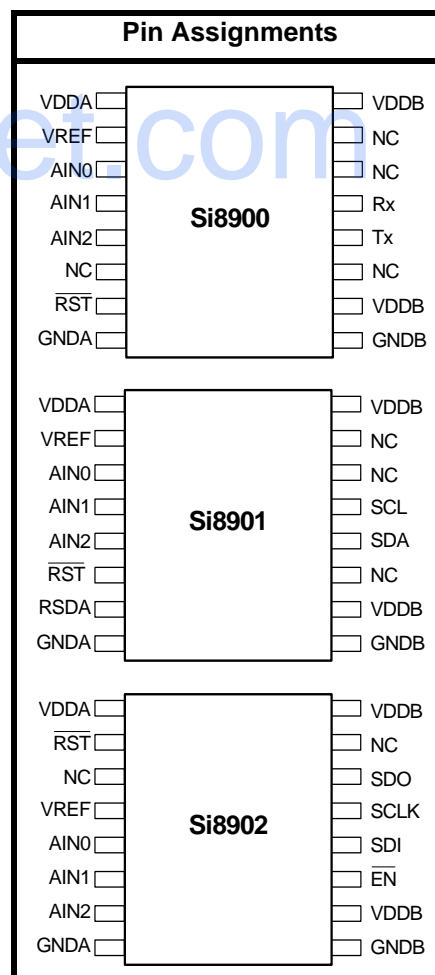 Pin Assignments
et.com
VDDA VDDB
VREF NC
AIN0 NC
AIN1 Rx
Si8900
AIN2 Tx
NC NC
RST VDDB
GNDA GNDB
VDDA VDDB
VREF NC
AIN0 NC
AIN1 SCL
Si8901
AIN2 SDA
RST NC
RSDA VDDB
GNDA GNDB
VDDA VDDB
RST NC
NC SDO
VREF SCLK
Si8902
AIN0 SDI
AIN1 EN
AIN2 VDDB
GNDA GNDB